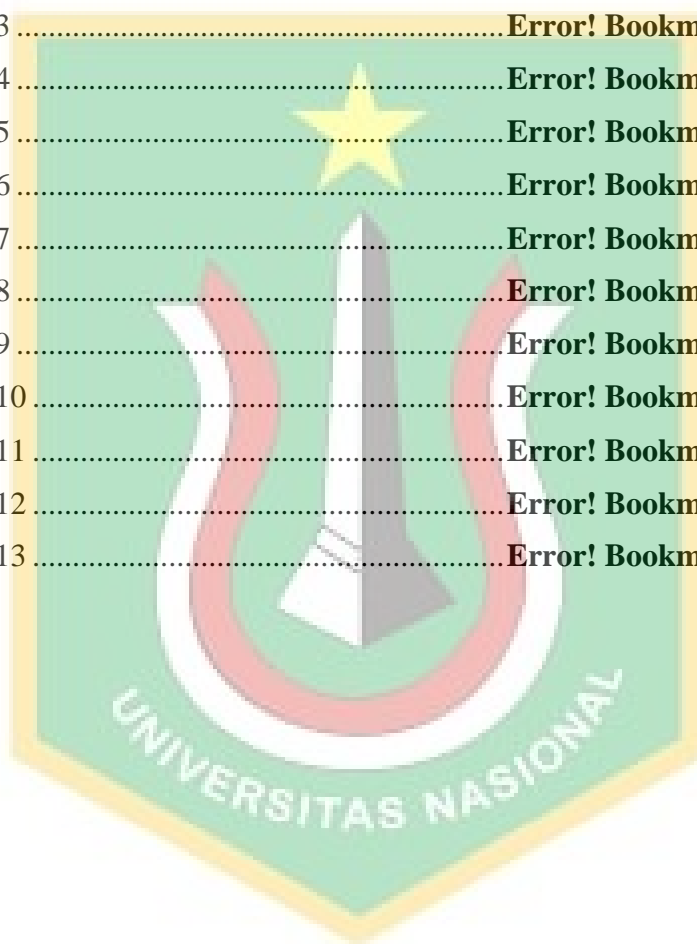 3 ........................................................ Error! Bookm
4 ........................................................ Error! Bookm
5 ........................................................ Error! Bookm
6 ........................................................ Error! Bookm
7 ........................................................ Error! Bookm
8 ........................................................ Error! Bookm
9 ........................................................ Error! Bookm
10 ...................................................... Error! Bookm
11 ...................................................... Error! Bookm
12 ...................................................... Error! Bookm
13 ...................................................... Error! Bookm
UNIVERSITAS NASIONAL